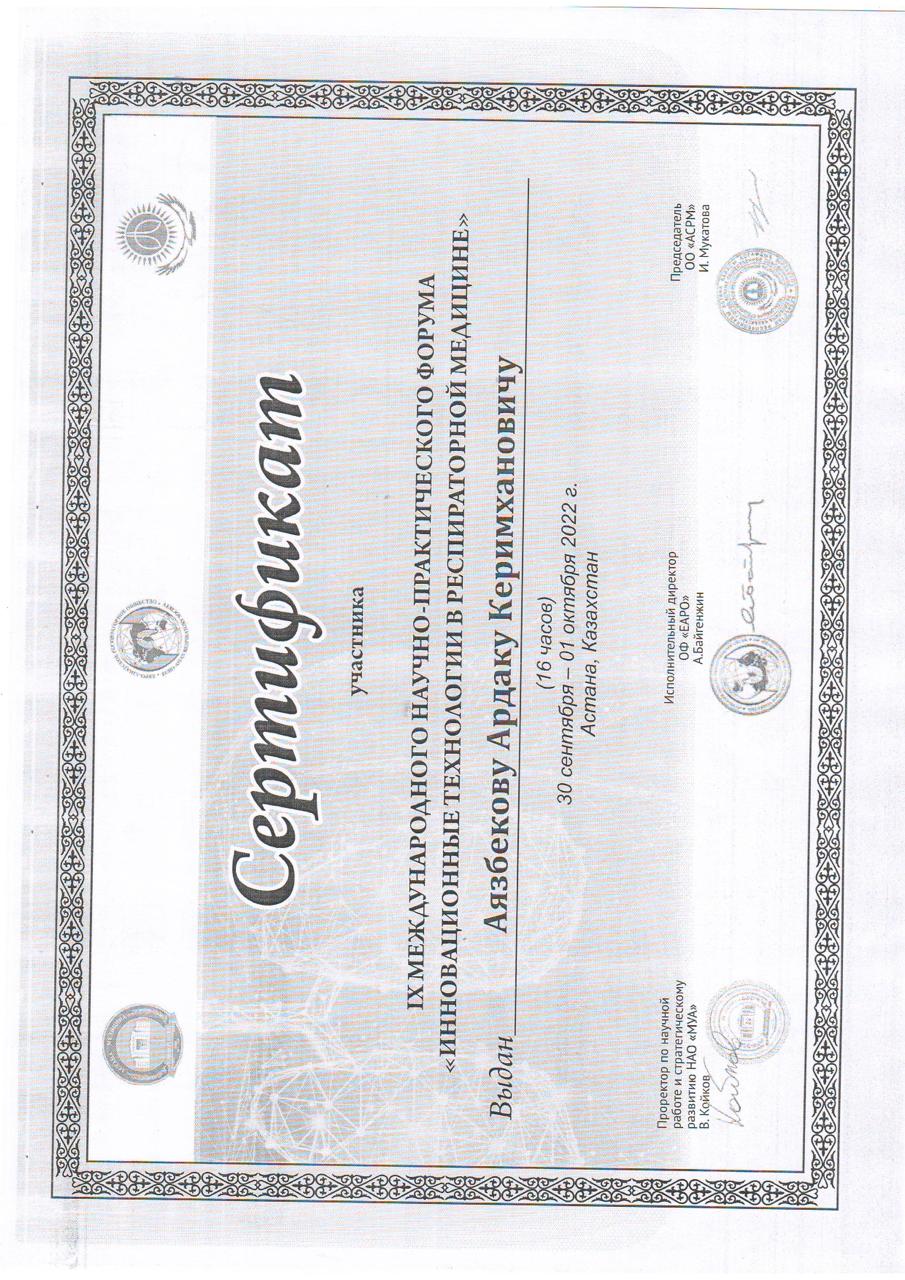 Сертификат
участника
IX МЕЖДУНАРОДНОГО НАУЧНО-ПРАКТИЧЕСКОГО ФОРУМА
«ИННОВАЦИОННЫЕ ТЕХНОЛОГИИ В РЕСПИРАТОРНОЙ МЕДИЦИНЕ»
Выдан Аязбекову Ардаку Керимхановичу
(16 часов)
30 сентября – 01 октября 2022 г.
Астана, Казахстан
Проректор по научной
работе и стратегическому
развитию НАО «МУА»
В. Койков
Исполнительный директор
ОФ «ЕАРО»
А.Байгенжин
Председатель
ОО «АСРМ»
И. Мукатова